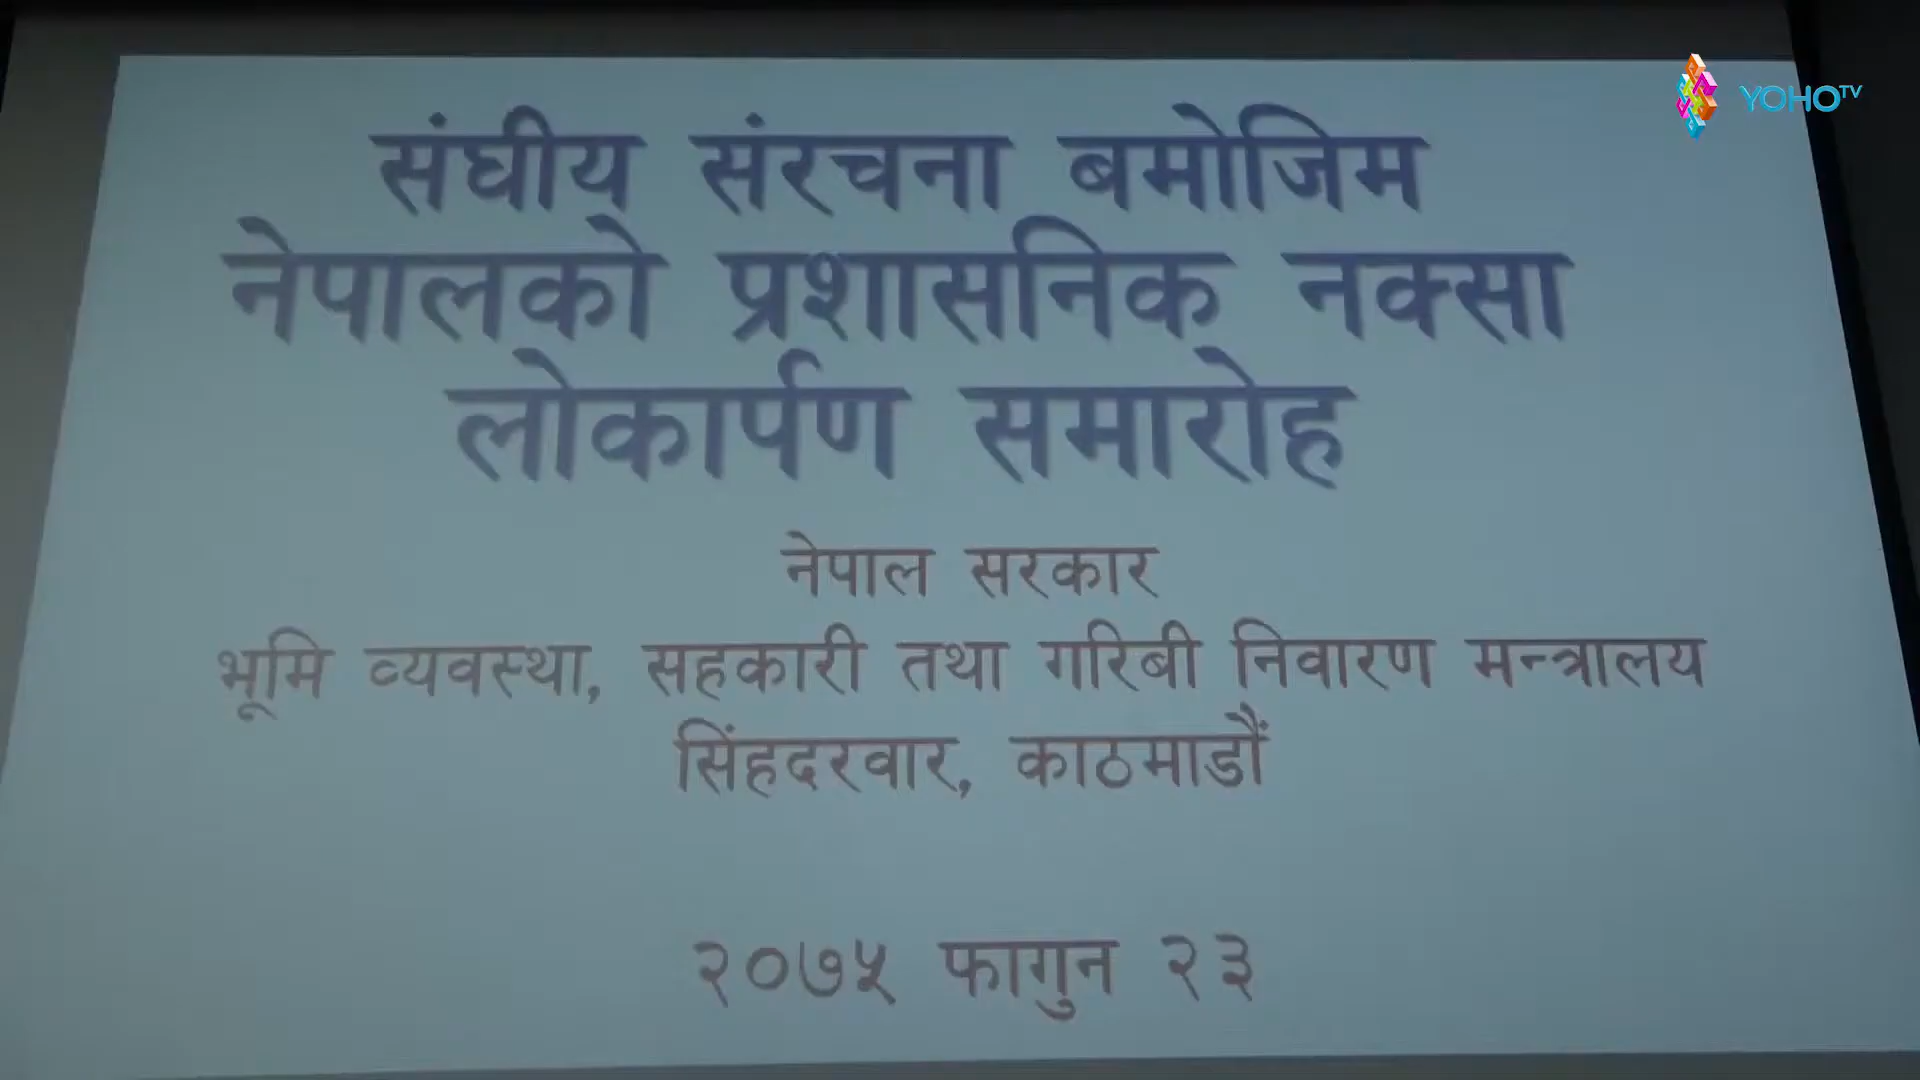 YOHO TV
संघीय संरचना बमोजिम
नेपालको प्रशासनिक नक्सा
लोकार्पण समारोह
नेपाल सरकार
भूमि व्यवस्था, सहकारी तथा गरिबी निवारण मन्त्रालय
सिंहदरवार, काठमाडौं
२०७५ फागुन २३